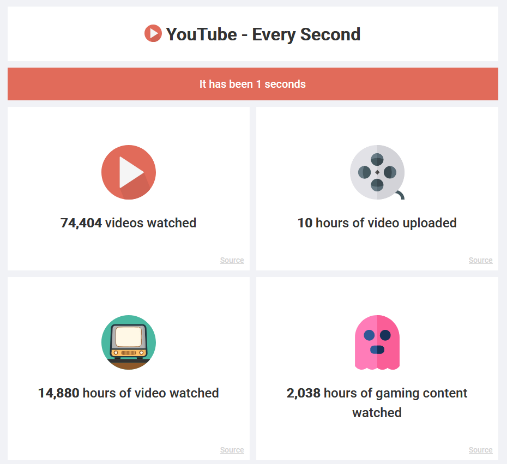 YouTube - Every Second
It has been 1 seconds
74,404 videos watched
Source
10 hours of video uploaded
Source
14,880 hours of video watched
Source
2,038 hours of gaming content
watched
Source